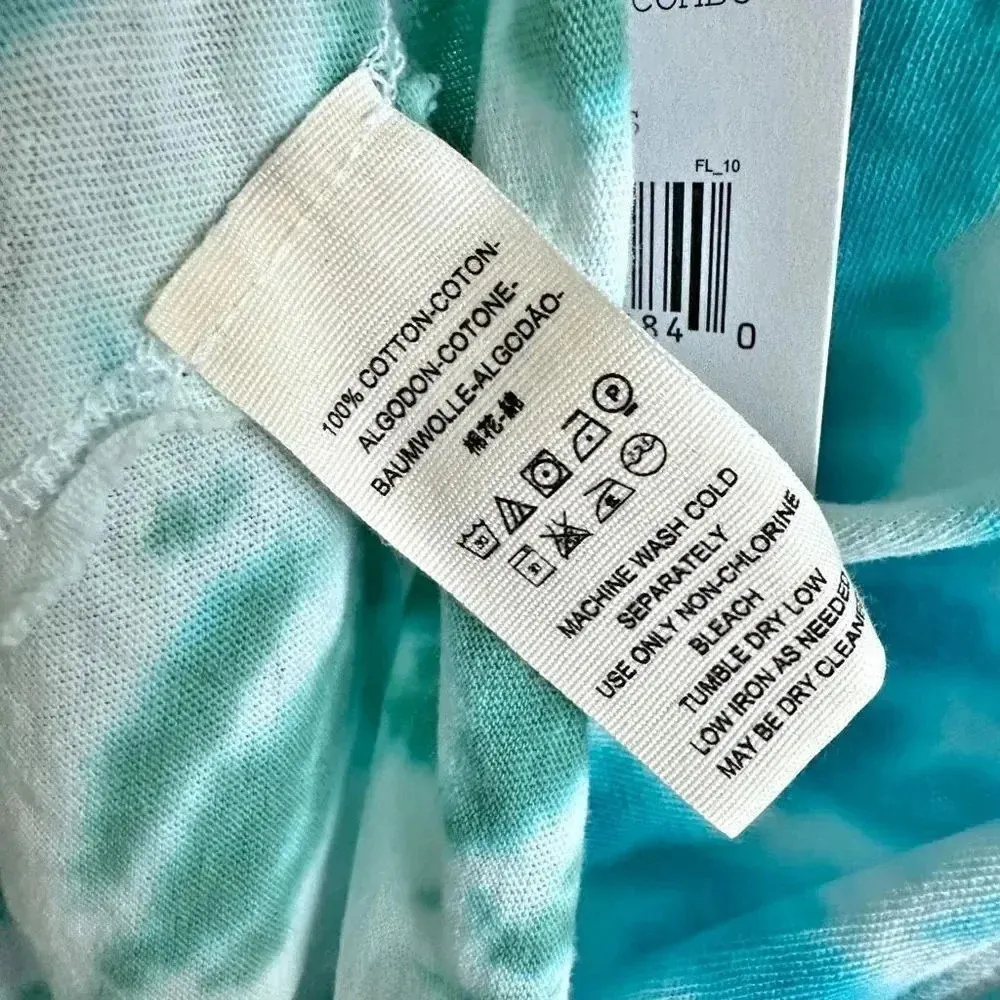 FL_10
84 0
100% COTTON-COTON-
ALGODON-COTONE-
BAUMWOLLE-ALGODÃO-
棉花-綿
P
MACHINE WASH COLD
SEPARATELY
USE ONLY NON-CHLORINE
BLEACH
TUMBLE DRY LOW
LOW IRON AS NEEDED
MAY BE DRY CLEANE